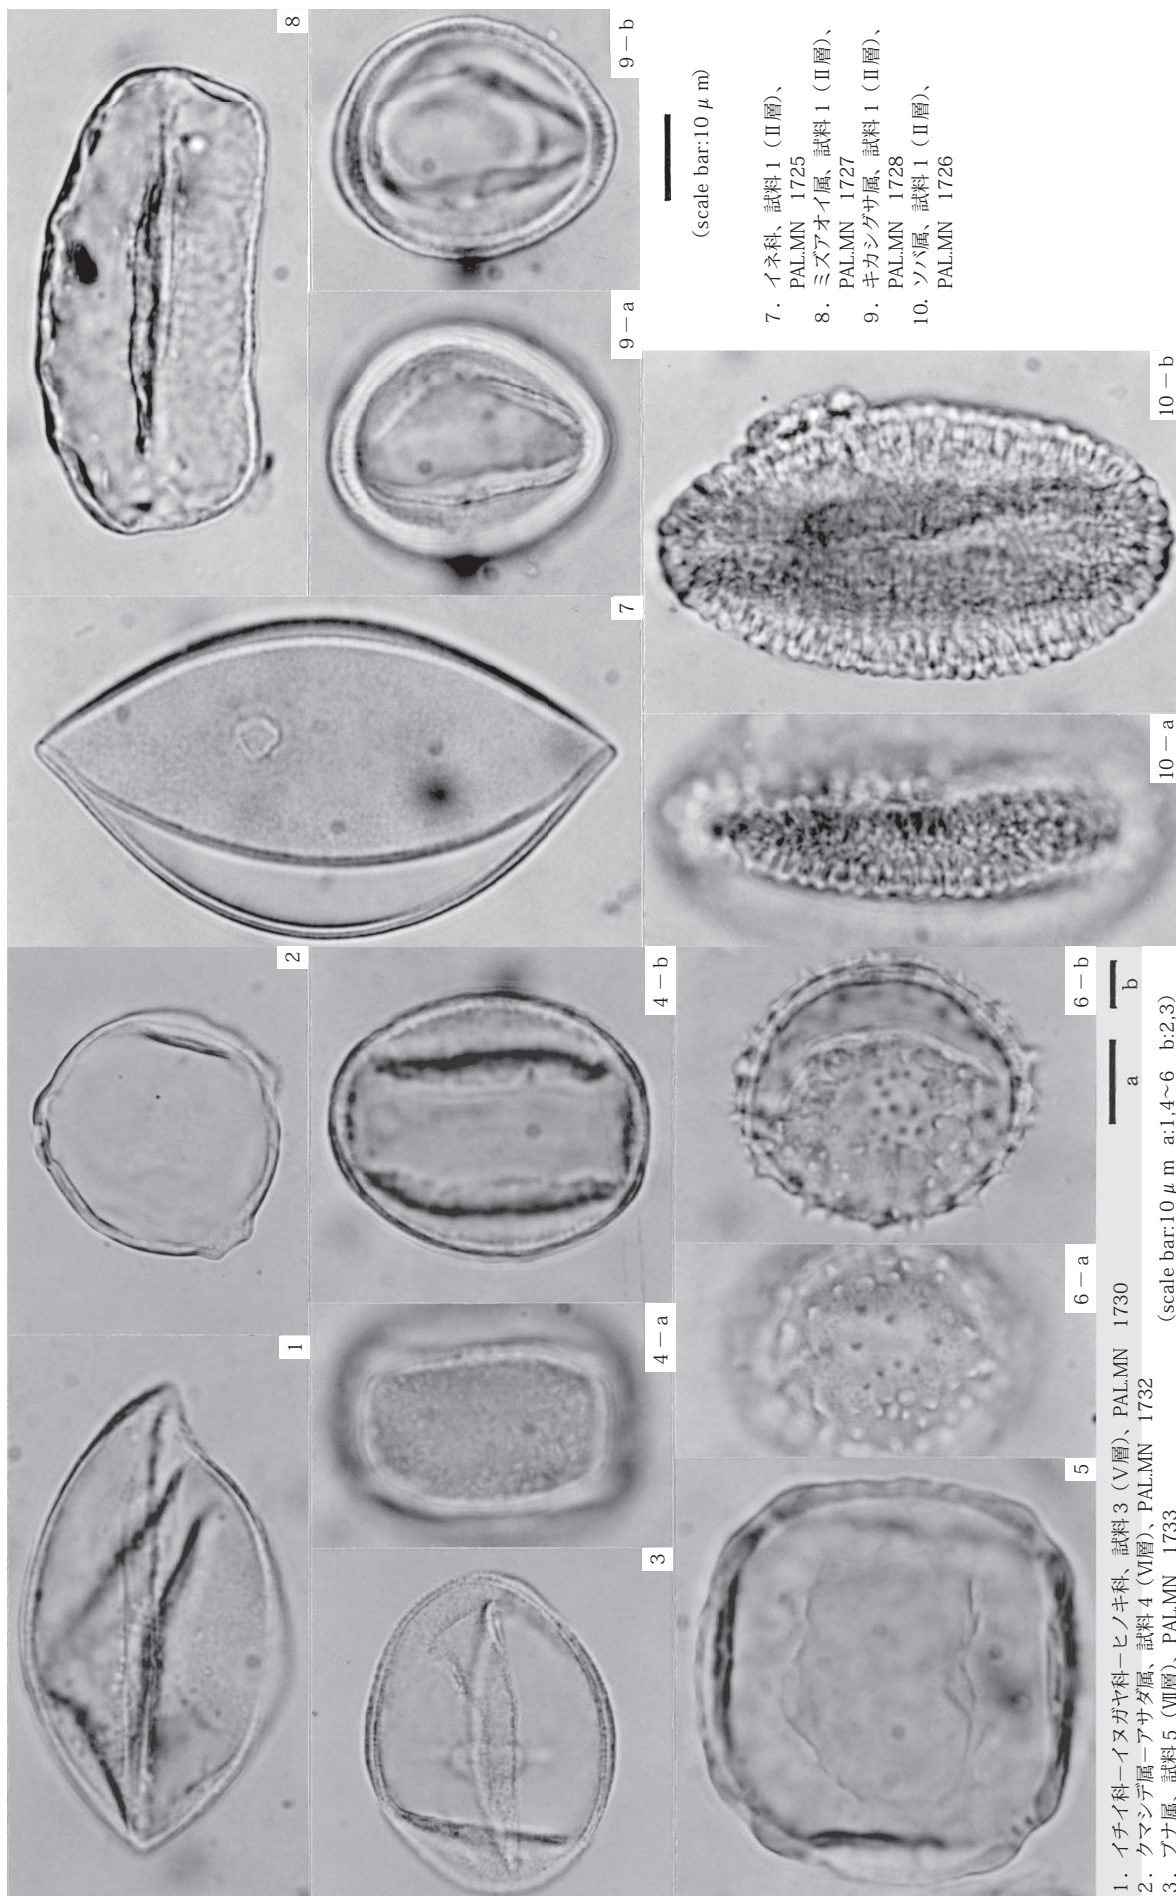 1
2
3
4－a
4－b
5
6－a
6－b
7
8
9－a
9－b
10－a
10－b
a
b
(scale bar:10μm a:1,4~6 b:2,3)
1. イチイ科－イヌガヤ科－ヒノキ科、試料3（Ⅴ層）、PAL.MN 1730
2. クマシデ属－アサダ属、試料4（Ⅵ層）、PAL.MN 1732
3. ブナ属、試料5（Ⅶ層）、PAL.MN 1733
(scale bar:10μm)
7. イネ科、試料1（Ⅱ層）、
PAL.MN 1725
8. ミズアオイ属、試料1（Ⅱ層）、
PAL.MN 1727
9. キカシグサ属、試料1（Ⅱ層）、
PAL.MN 1728
10. ソバ属、試料1（Ⅱ層）、
PAL.MN 1726